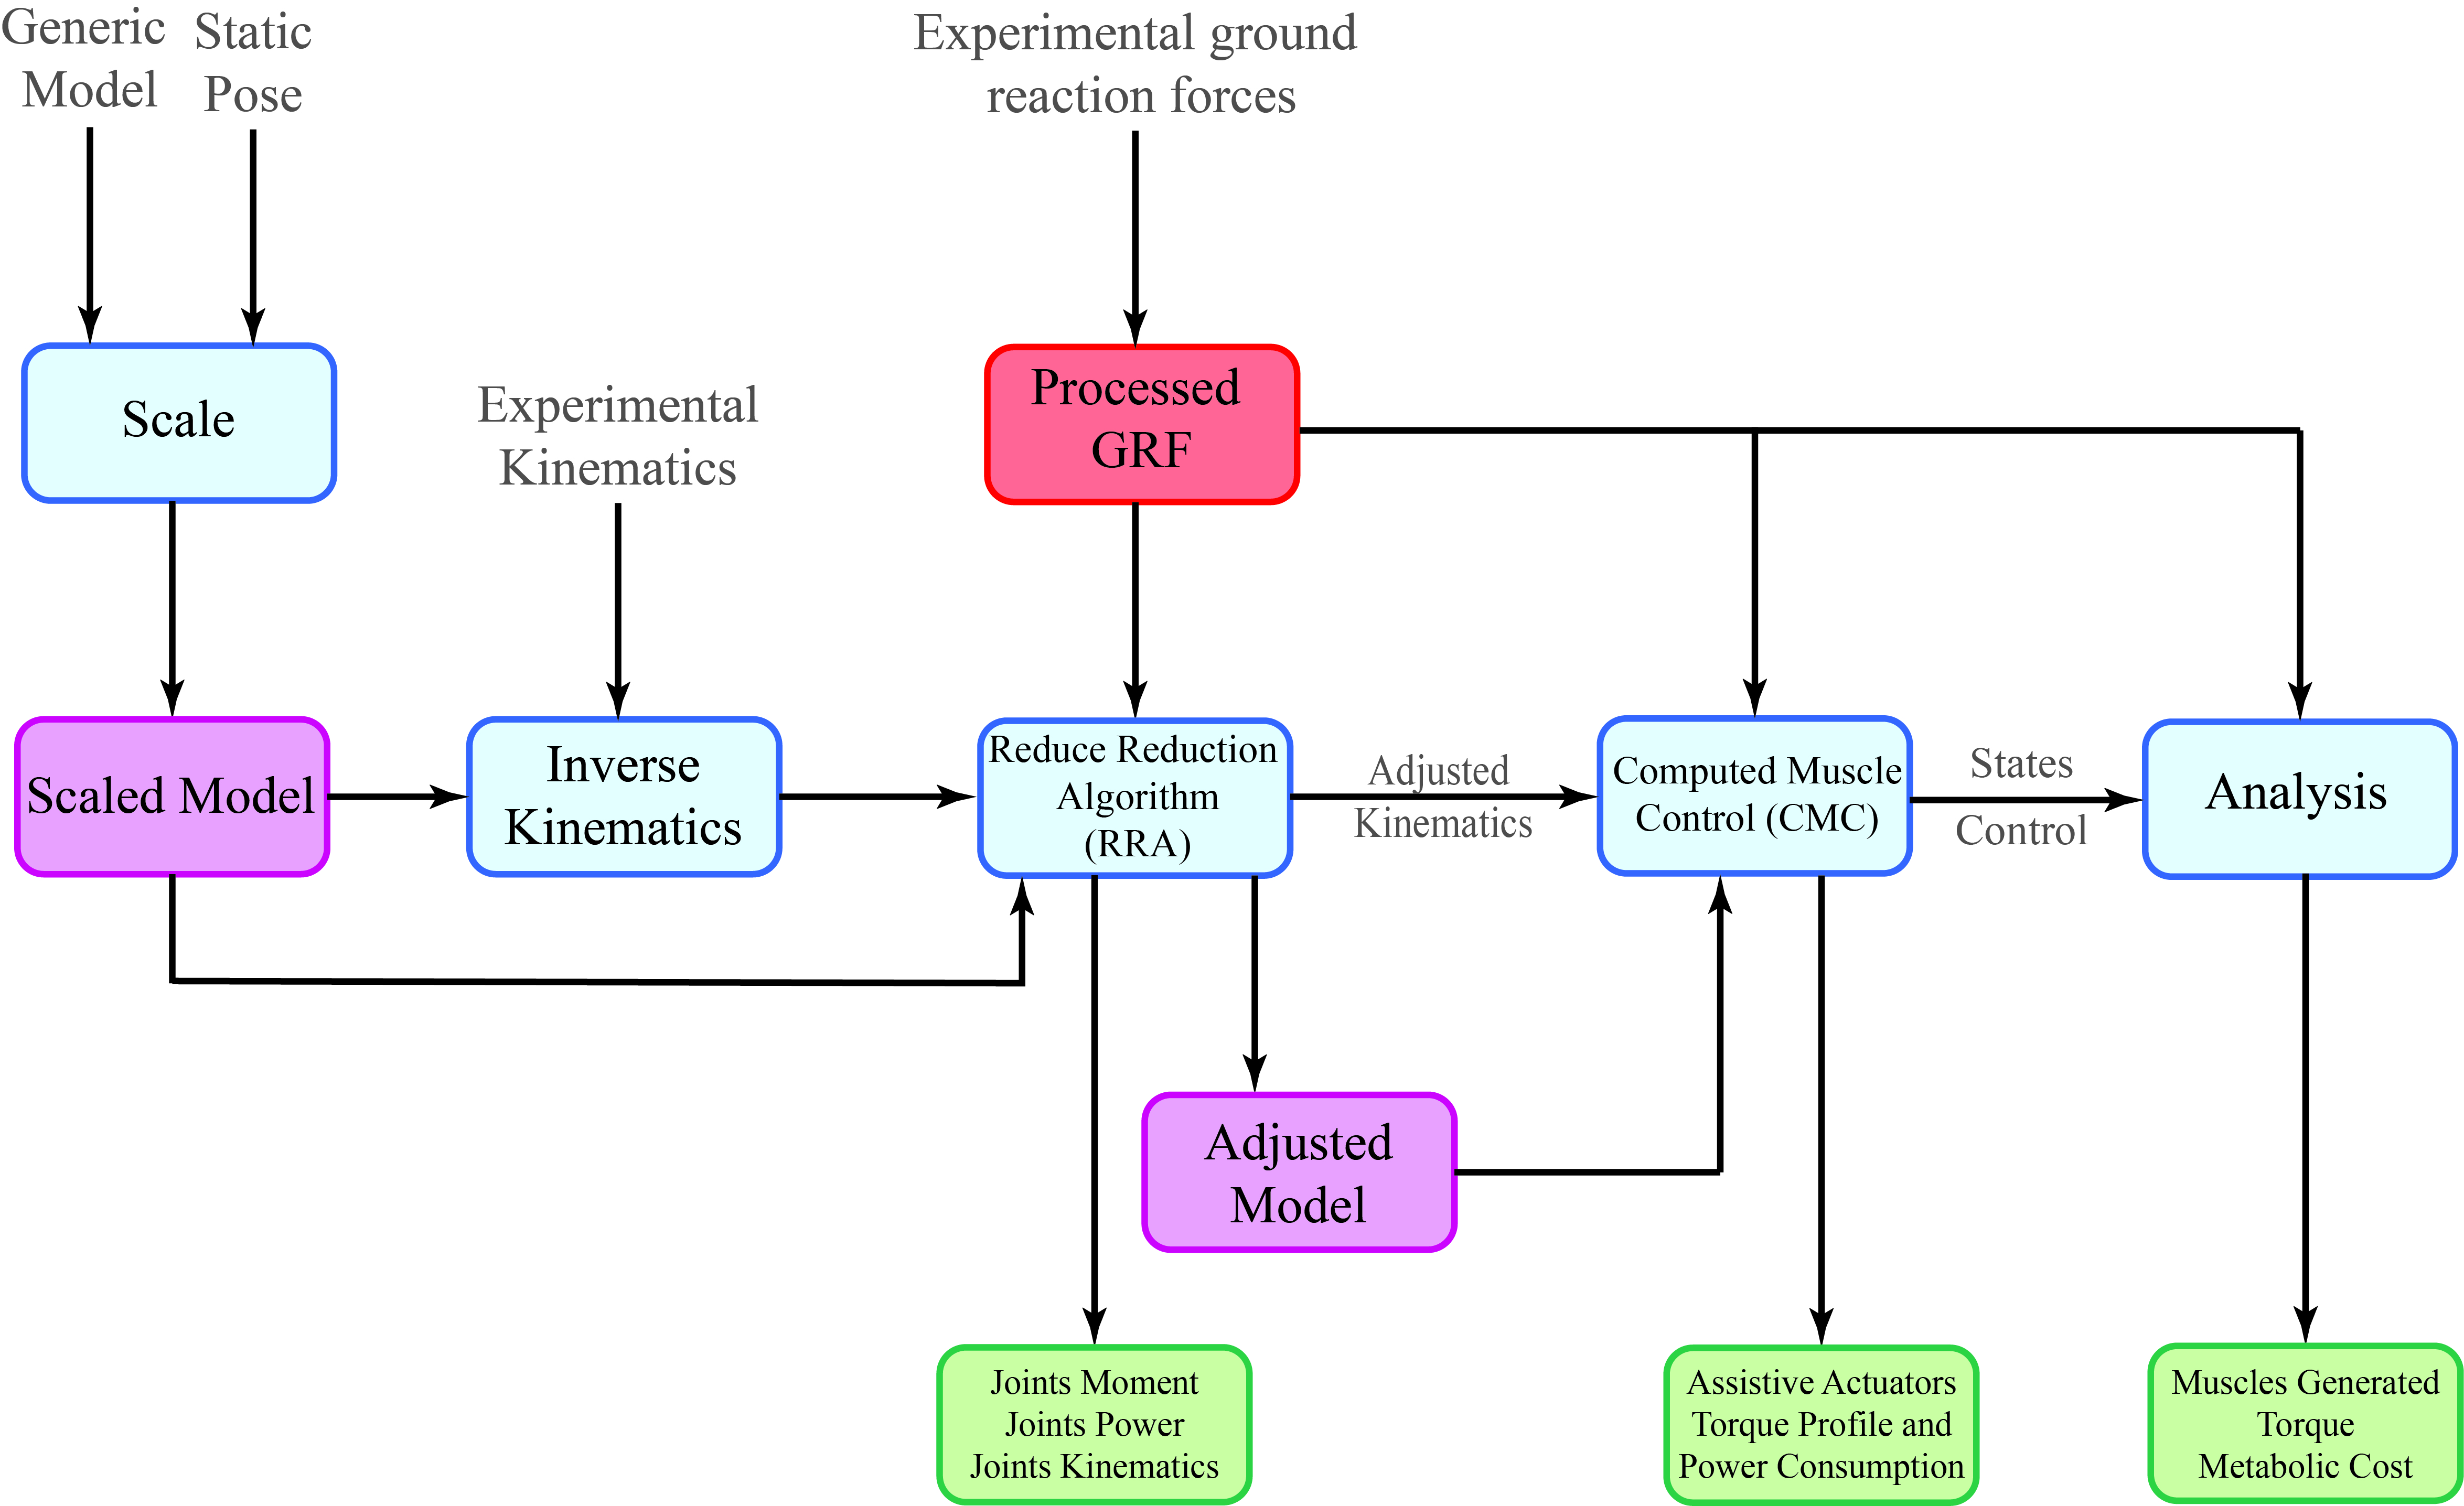 Generic
Model
Static
Pose
Experimental ground
reaction forces
Scale
Experimental
Kinematics
Processed
GRF
Scaled Model
Inverse
Kinematics
Reduce Reduction
Algorithm
(RRA)
Adjusted
Kinematics
Computed Muscle
Control (CMC)
States
Control
Analysis
Adjusted
Model
Joints Moment
Joints Power
Joints Kinematics
Assistive Actuators
Torque Profile and
Power Consumption
Muscles Generated
Torque
Metabolic Cost